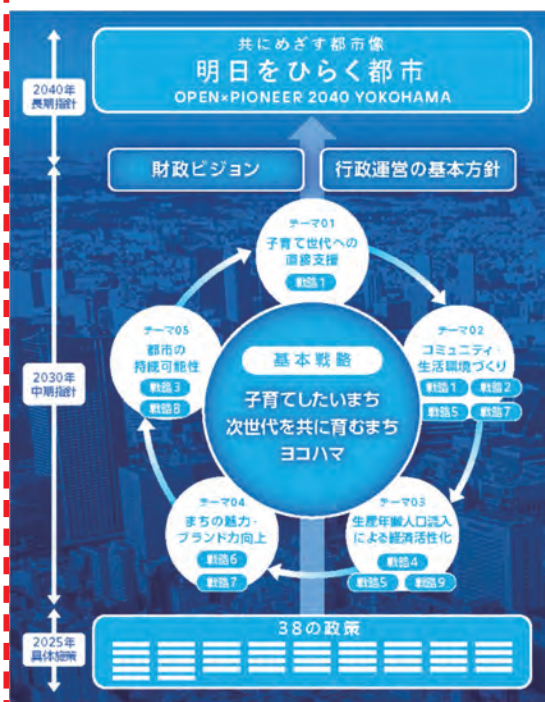 共にめざす都市像
明日をひらく都市
OPEN×PIONEER 2040 YOKOHAMA
2040年
長期指針
財政ビジョン
行政運営の基本方針
テーマ01
子育て世代への
直接支援
戦略1
テーマ05
都市の
持続可能性
戦略3
戦略8
テーマ02
コミュニティ・
生活環境づくり
戦略1 戦略2
戦略5 戦略7
基本戦略
子育てしたいまち
次世代を共に育むまち
ヨコハマ
2030年
中期指針
テーマ04
まちの魅力・
ブランド力向上
戦略6
戦略7
テーマ03
生産年齢人口流入
による経済活性化
戦略4
戦略5 戦略9
2025年
具体施策
38の政策